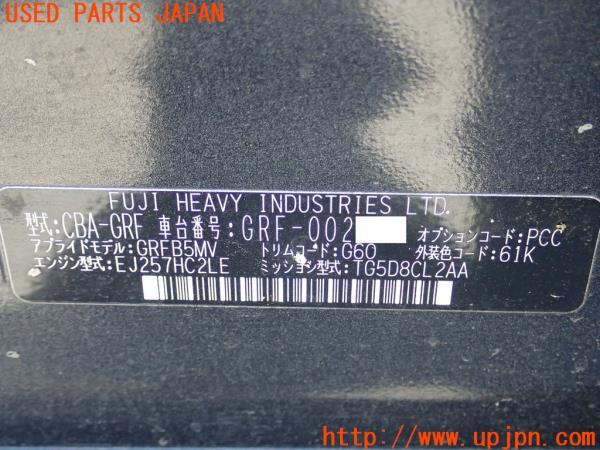 USED PARTS JAPAN
FUJI HEAVY INDUSTRIES LTD.
型式:CBA-GRF 車台番号:GRF-002
アプライドモデル:GRFB5MV トリムコード:G60 オプションコード:PCC
エンジン型式:EJ257HC2LE ミッション型式:TG5D8CL2AA 外装色コード:61K
http://www.upjpn.com/